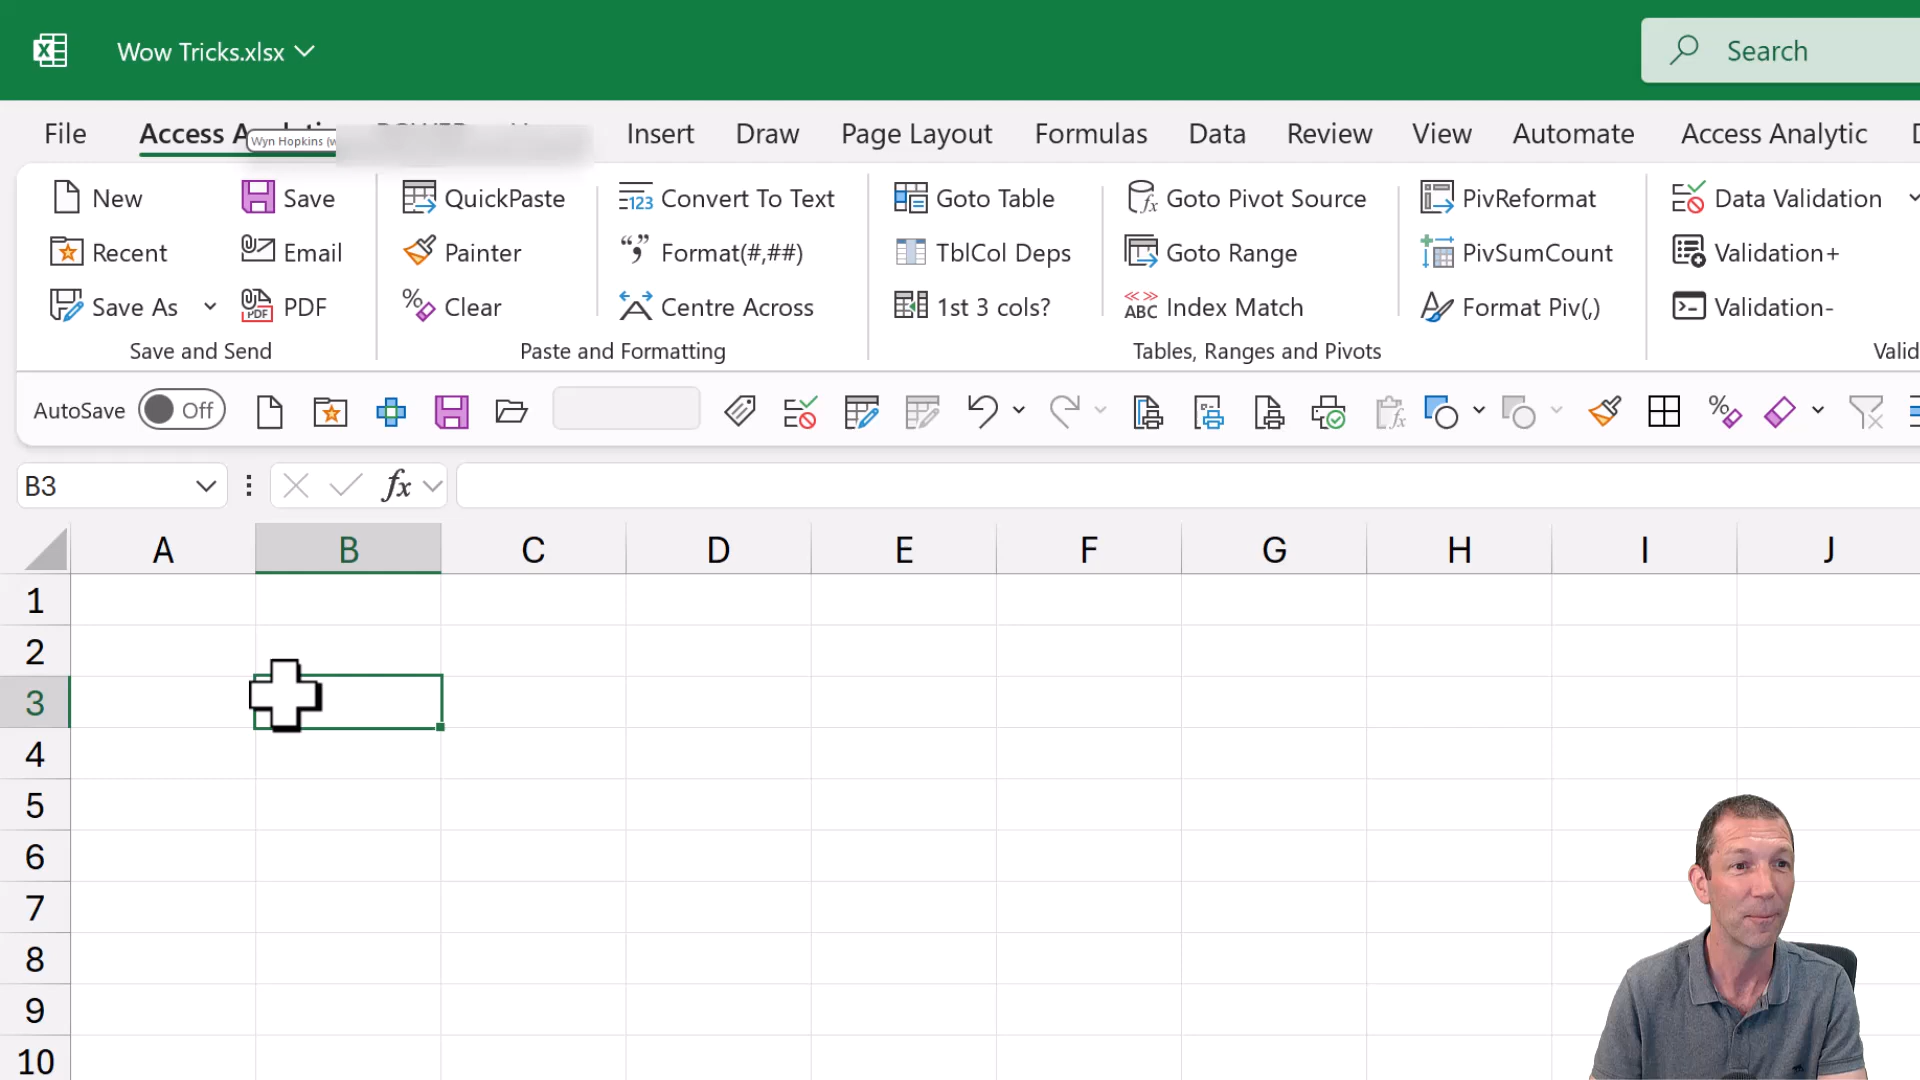 Wow Tricks.xlsx
Search
File
Access
Insert
Draw
Page Layout
Formulas
Data
Review
View
Automate
Access Analytic
Wyn Hopkins
New
Save
QuickPaste
Convert To Text
Goto Table
Goto Pivot Source
PivReformat
Data Validation
Recent
Email
Painter
Format(#,##)
TblCol Deps
Goto Range
PivSumCount
Validation+
Save As
PDF
Clear
Centre Across
1st 3 cols?
Index Match
Format Piv(,)
Validation-
Save and Send
Paste and Formatting
Tables, Ranges and Pivots
AutoSave
Off
B3
fx
A B C D E F G H I J
1
2
3
4
5
6
7
8
9
10